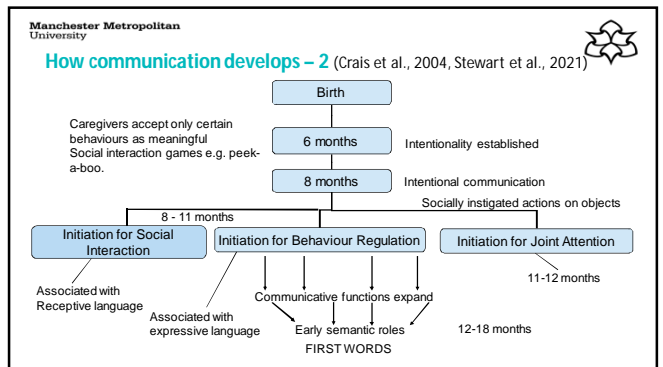 Manchester Metropolitan
University
How communication develops – 2 (Crais et al., 2004, Stewart et al., 2021)
Birth
Caregivers accept only certain
behaviours as meaningful
Social interaction games e.g. peek-
a-boo.
6 months
Intentionality established
8 months
Intentional communication
Socially instigated actions on objects
8 - 11 months
Initiation for Social
Interaction
Initiation for Behaviour Regulation
Initiation for Joint Attention
11-12 months
Associated with
Receptive language
Associated with
expressive language
Communicative functions expand
Early semantic roles
12-18 months
FIRST WORDS